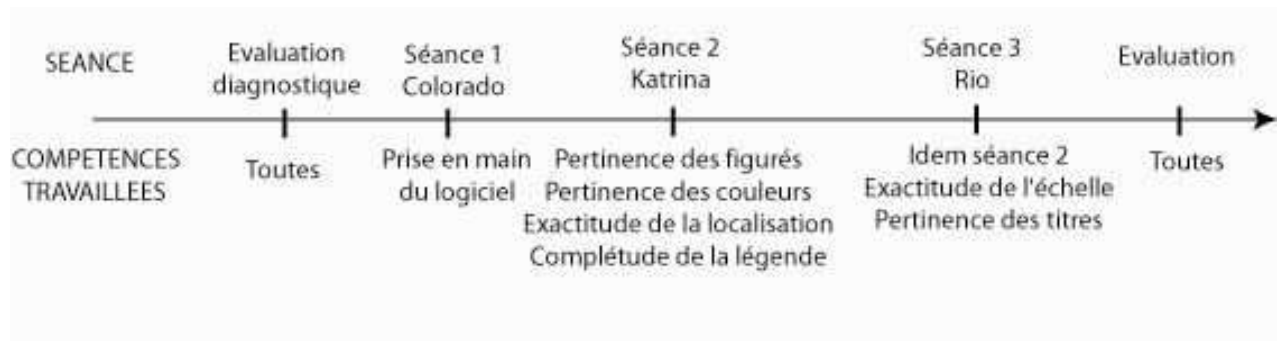 SEANCE
Evaluation
diagnostique
Séance 1
Colorado
Séance 2
Katrina
Séance 3
Rio
Evaluation
COMPETENCES
TRAVAILLEES
Toutes
Prise en main
du logiciel
Pertinence des figurés
Pertinence des couleurs
Exactitude de la localisation
Complétude de la légende
Idem séance 2
Exactitude de l'échelle
Pertinence des titres
Toutes